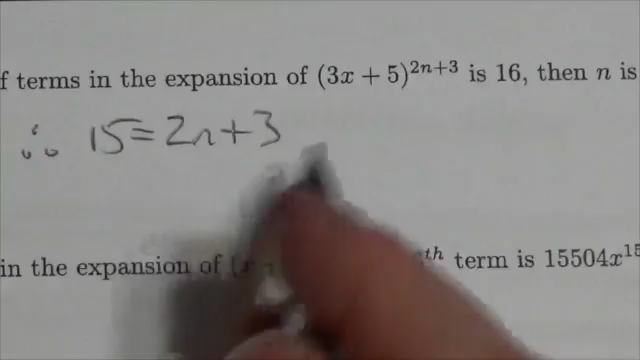 f terms in the expansion of (3x + 5)^{2n+3} is 16, then n is
∴ 15 = 2n+3
in the expansion of (x th term is 15504x^{15}